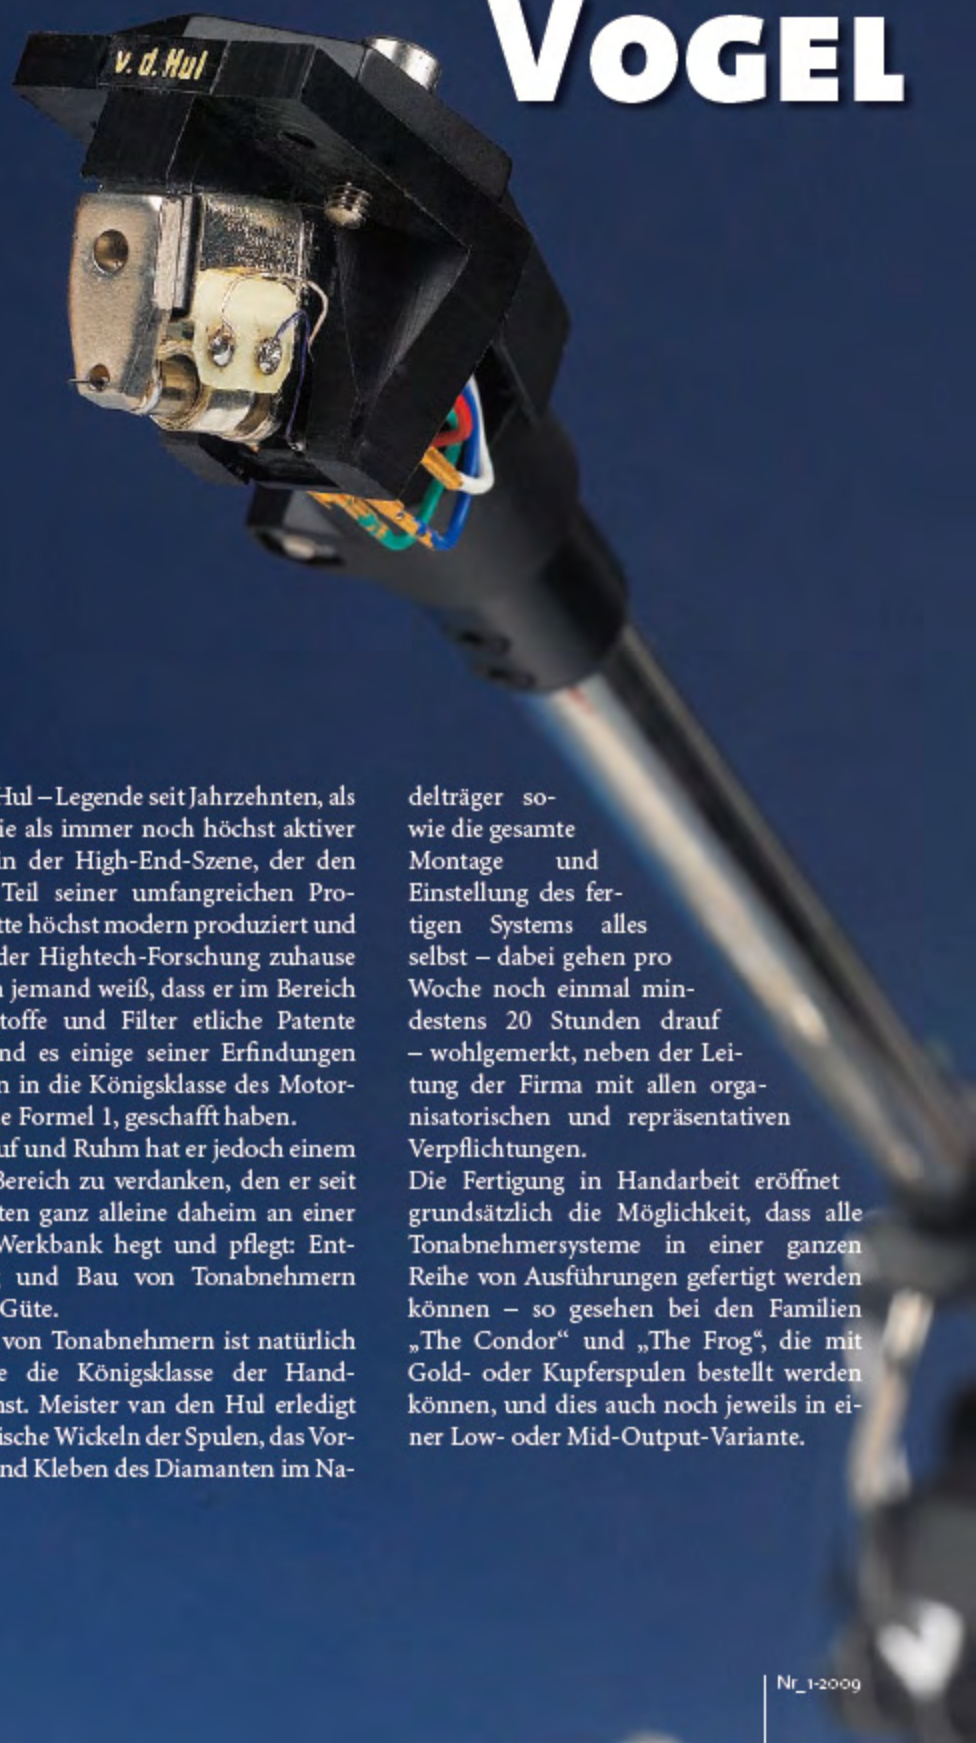 VOGEL
v. d. Hul
Hul – Legende seit Jahrzehnten, als
ie als immer noch höchst aktiver
in der High-End-Szene, der den
Teil seiner umfangreichen Pro-
tte höchst modern produziert und
der Hightech-Forschung zuhause
jemand weiß, dass er im Bereich
toffe und Filter etliche Patente
nd es einige seiner Erfindungen
n in die Königsklasse des Motor-
e Formel 1, geschafft haben.
uf und Ruhm hat er jedoch einem
Bereich zu verdanken, den er seit
ten ganz alleine daheim an einer
Werkbank hegt und pflegt: Ent-
und Bau von Tonabnehmern
Güte.
von Tonabnehmern ist natürlich
e die Königsklasse der Hand-
nst. Meister van den Hul erledigt
ische Wickeln der Spulen, das Vor-
nd Kleben des Diamanten im Na-
delträger so-
wie die gesamte
Montage und
Einstellung des fer-
tigen Systems alles
selbst – dabei gehen pro
Woche noch einmal min-
destens 20 Stunden drauf
– wohlgemerkt, neben der Lei-
tung der Firma mit allen orga-
nisatorischen und repräsentativen
Verpflichtungen.
Die Fertigung in Handarbeit eröffnet
grundsätzlich die Möglichkeit, dass alle
Tonabnehmersysteme in einer ganzen
Reihe von Ausführungen gefertigt werden
können – so gesehen bei den Familien
„The Condor“ und „The Frog“, die mit
Gold- oder Kupferspulen bestellt werden
können, und dies auch noch jeweils in ei-
ner Low- oder Mid-Output-Variante.
Nr_1-2009